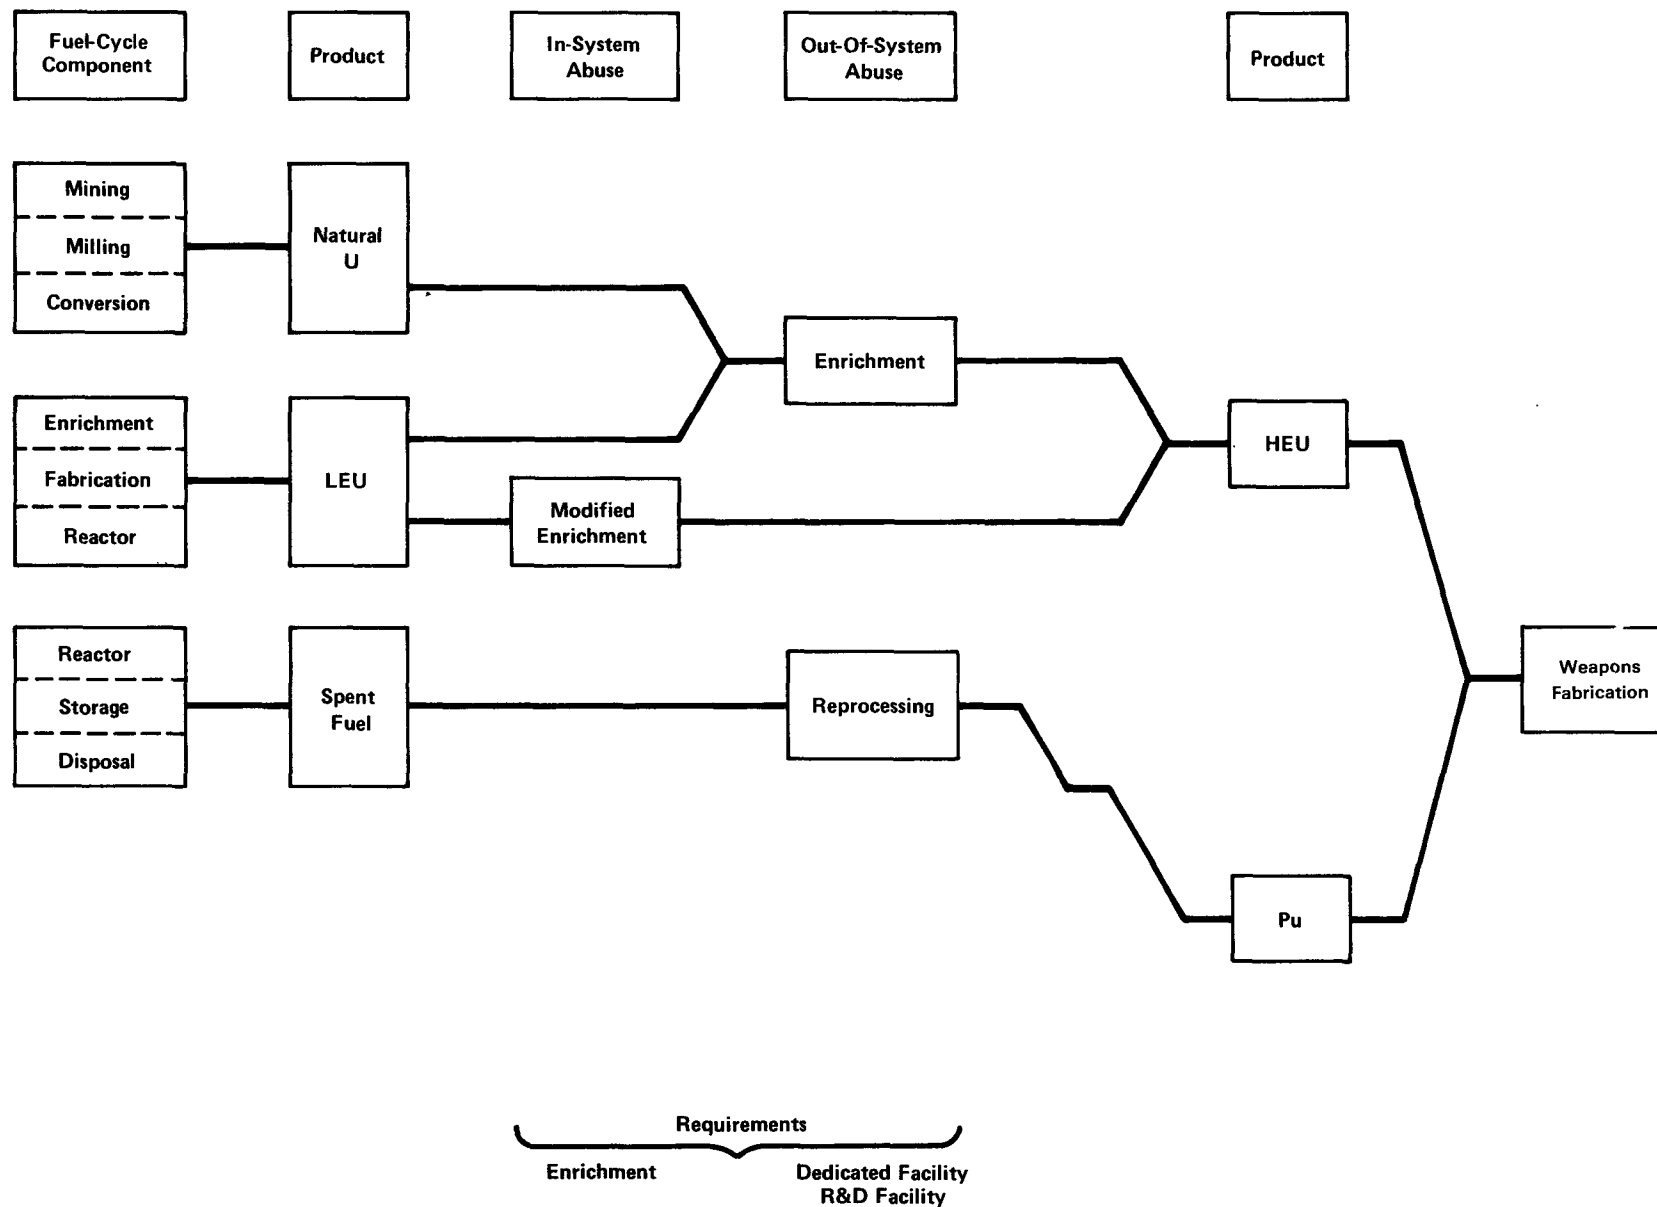 Fuel-Cycle
Component
Product
In-System
Abuse
Out-Of-System
Abuse
Product
Mining
Milling
Conversion
Natural
U
Enrichment
Enrichment
Fabrication
Reactor
LEU
Modified
Enrichment
HEU
Reactor
Storage
Disposal
Spent
Fuel
Reprocessing
Weapons
Fabrication
Pu
Requirements
Enrichment
Dedicated Facility
R&D Facility